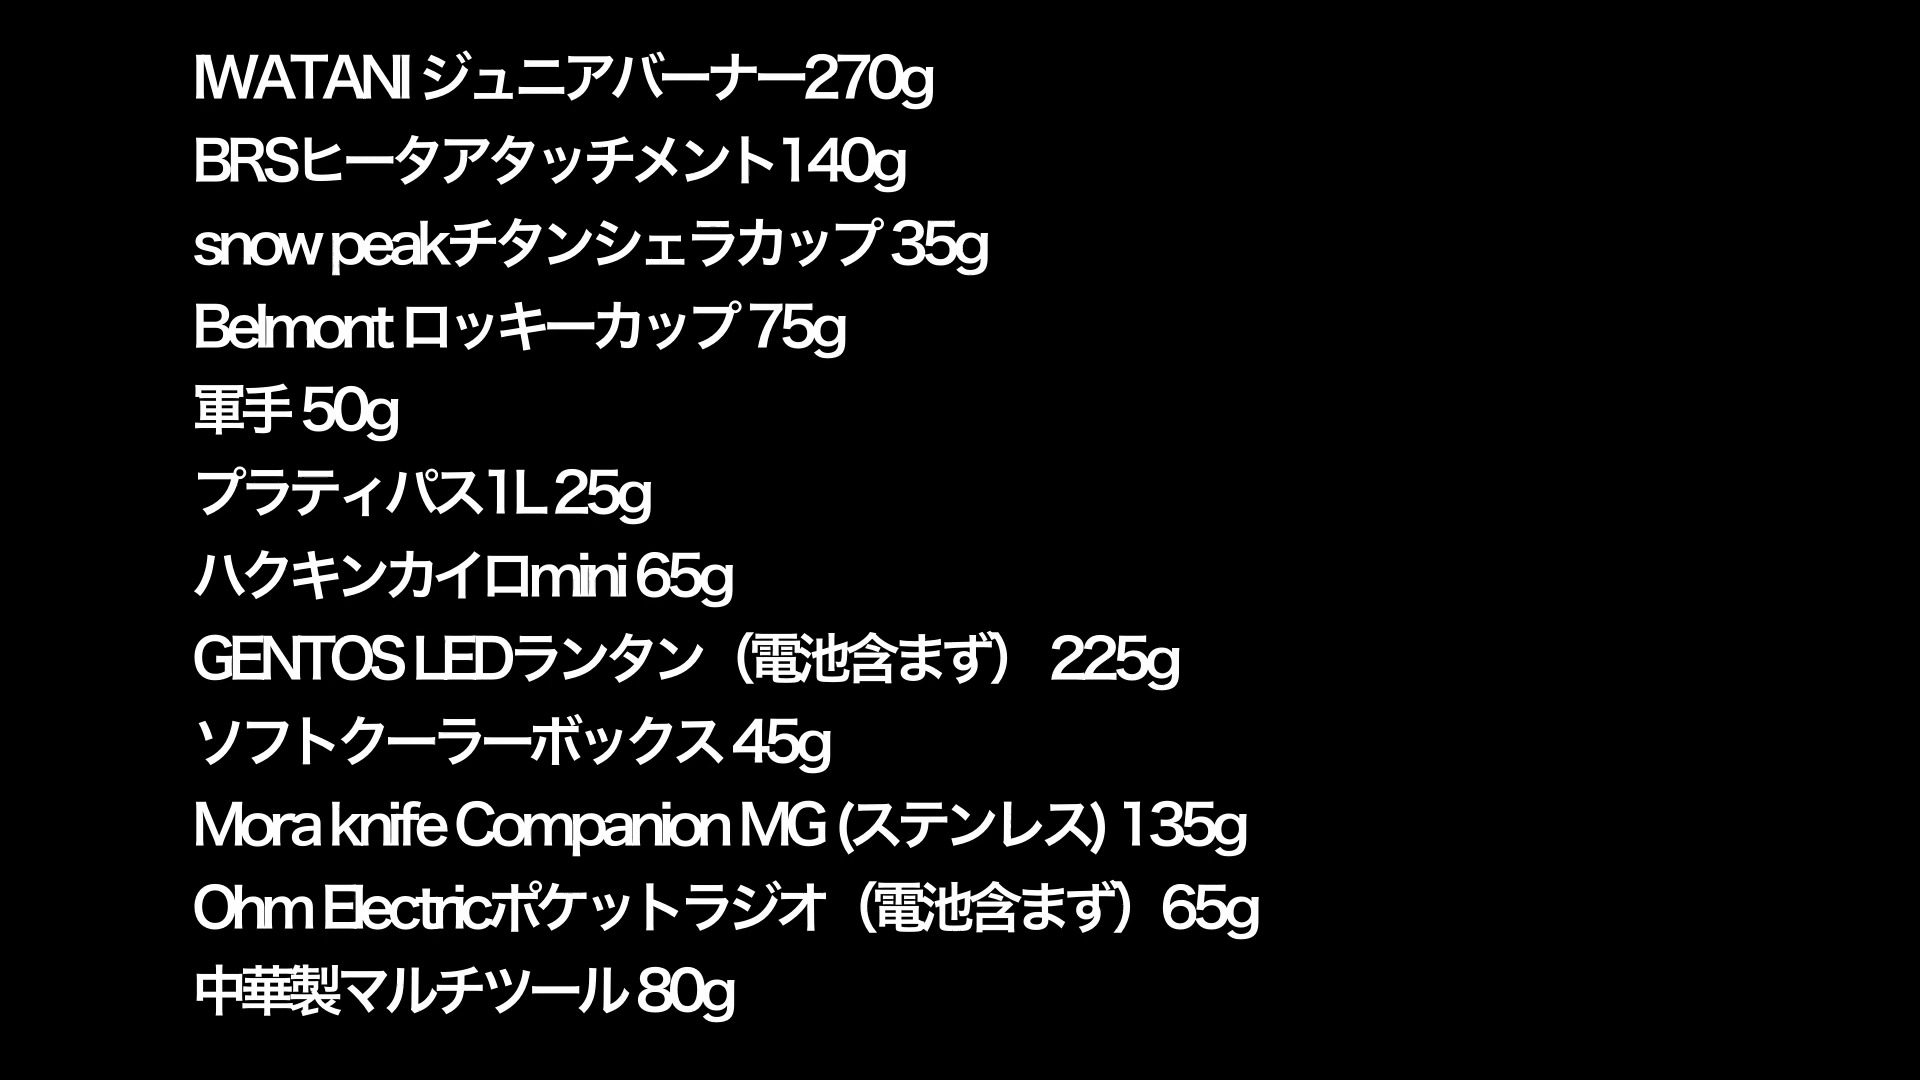 IWATANI ジュニアバーナー270g
BRSヒータアタッチメント140g
snow peakチタンシェラカップ 35g
Belmont ロッキーカップ 75g
軍手 50g
プラティパス1L 25g
ハクキンカイロmini 65g
GENTOS LEDランタン（電池含まず） 225g
ソフトクーラーボックス 45g
Mora knife Companion MG (ステンレス) 135g
Ohm Electricポケットラジオ（電池含まず）65g
中華製マルチツール 80g